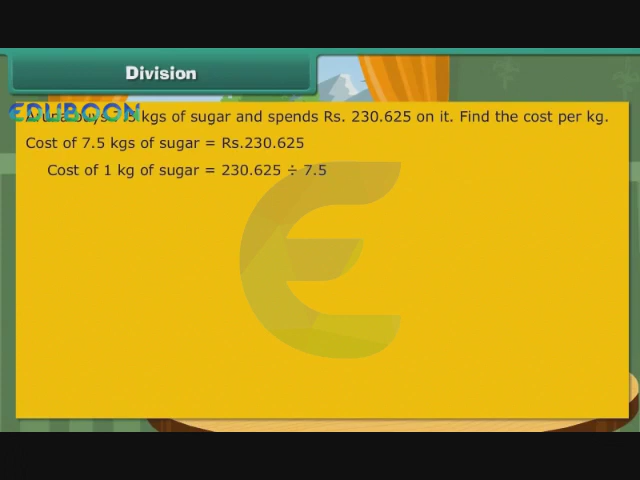 Division
EDUBOON
kgs of sugar and spends Rs. 230.625 on it. Find the cost per kg.
Cost of 7.5 kgs of sugar = Rs.230.625
Cost of 1 kg of sugar = 230.625 ÷ 7.5